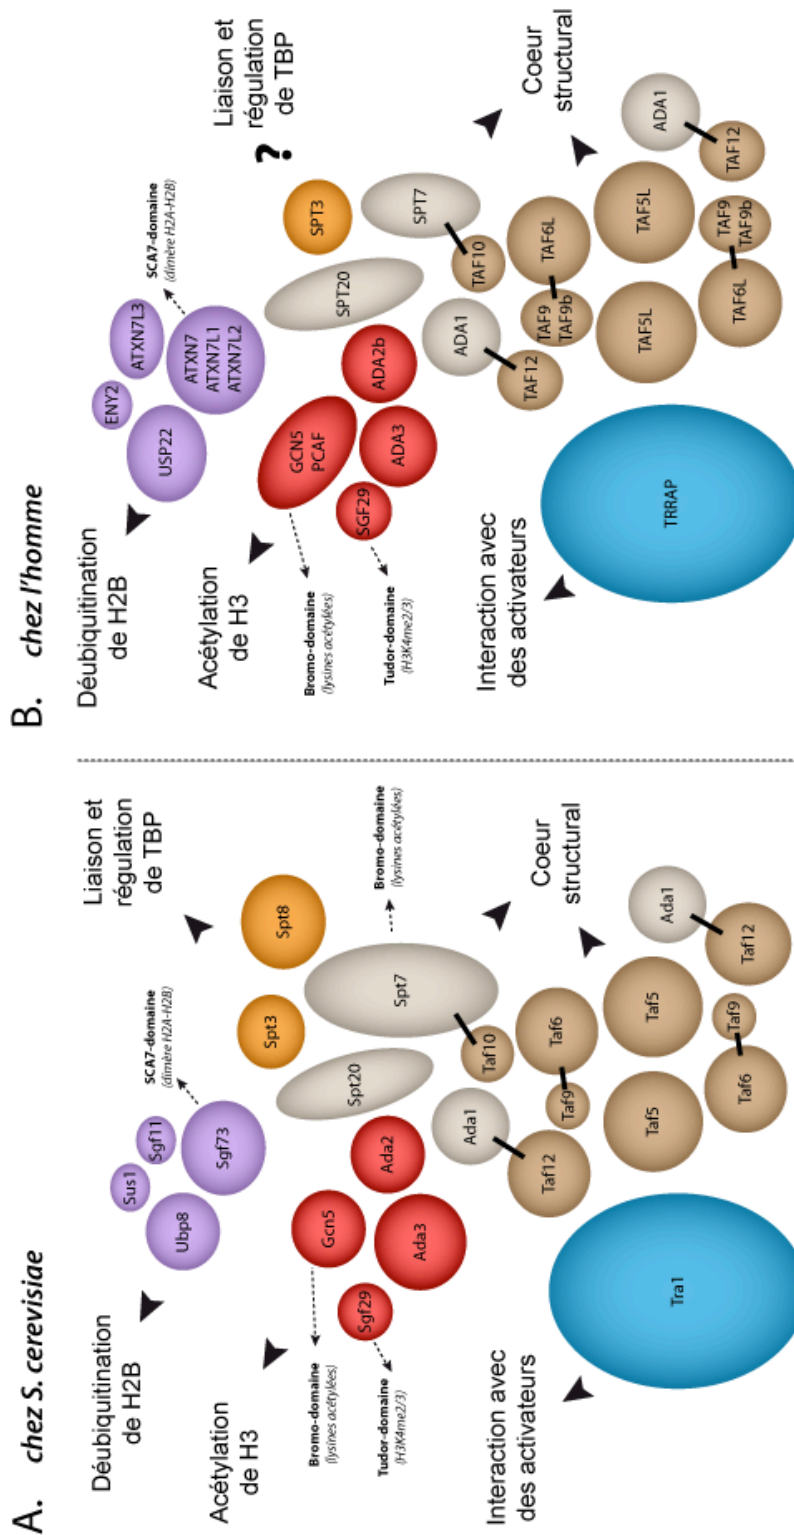 A. chez S. cerevisiae
Déubiquitination
de H2B
Sus1
Sgf11
Ubp8
Sgf73
SCA7-domaine
(dimère H2A-H2B)
Liaison et
régulation
de TBP
Acétylation
de H3
Gcn5
Ada2
Ada3
Sgf29
Bromo-domaine
(lysines acétylées)
Tudor-domaine
(H3K4me2/3)
Spt3
Spt8
Spt20
Spt7
Bromo-domaine
(lysines acétylées)
Interaction avec
des activateurs
Tra1
Ada1
Taf12
Taf10
Taf9
Taf6
Taf5
Taf5
Taf6
Taf9
Ada1
Taf12
Coeur
structural
B. chez l'homme
Déubiquitination
de H2B
ENY2
ATXN7L3
USP22
ATXN7
ATXN7L1
ATXN7L2
SCA7-domaine
(dimère H2A-H2B)
Liaison et
régulation
de TBP
?
Acétylation
de H3
GCN5
PCAF
ADA2b
ADA3
SGF29
Bromo-domaine
(lysines acétylées)
Tudor-domaine
(H3K4me2/3)
SPT3
SPT20
SPT7
Interaction avec
des activateurs
TRRAP
ADA1
TAF12
TAF10
TAF9
TAF9b
TAF6L
TAF5L
TAF5L
TAF6L
TAF9
TAF9b
ADA1
TAF12
Coeur
structural